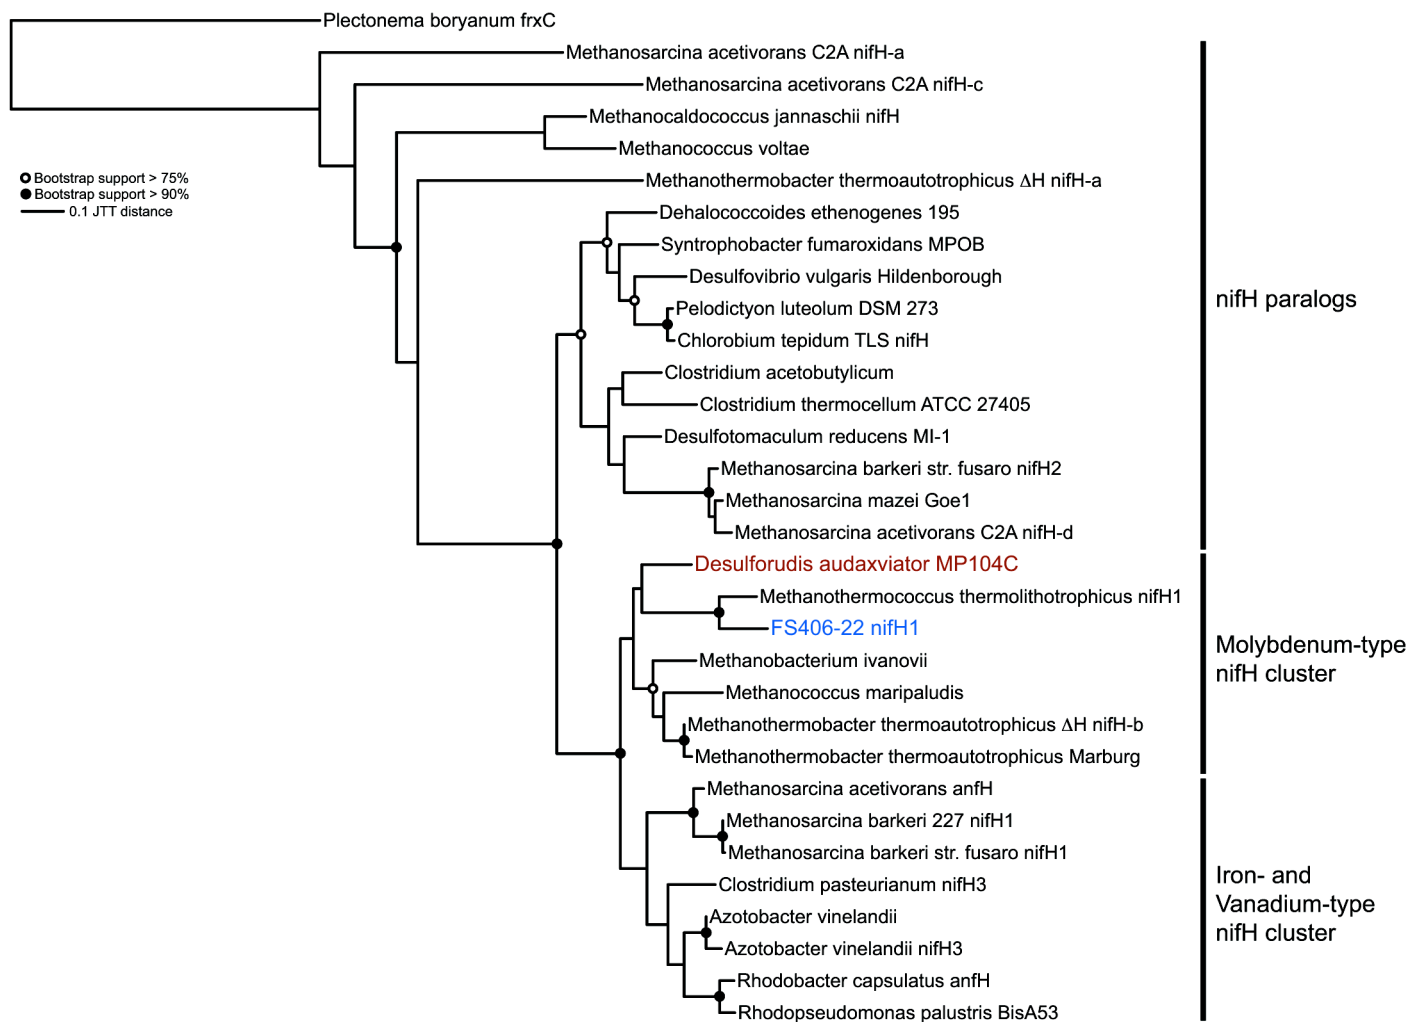 Plectonema boryanum frxC
Methanosarcina acetivorans C2A nifH-a
Methanosarcina acetivorans C2A nifH-c
Methanocaldococcus jannaschii nifH
Methanococcus voltae
Bootstrap support > 75%
Bootstrap support > 90%
0.1 JTT distance
Methanothermobacter thermoautotrophicus ΔH nifH-a
Dehalococcoides ethenogenes 195
Syntrophobacter fumaroxidans MPOB
Desulfovibrio vulgaris Hildenborough
Pelodictyon luteolum DSM 273
Chlorobium tepidum TLS nifH
Clostridium acetobutylicum
Clostridium thermocellum ATCC 27405
Desulfotomaculum reducens MI-1
Methanosarcina barkeri str. fusaro nifH2
Methanosarcina mazei Goe1
Methanosarcina acetivorans C2A nifH-d
nifH paralogs
Desulforudis audaxviator MP104C
Methanothermococcus thermolithotrophicus nifH1
FS406-22 nifH1
Methanobacterium ivanovii
Methanococcus maripaludis
Methanothermobacter thermoautotrophicus ΔH nifH-b
Methanothermobacter thermoautotrophicus Marburg
Molybdenum-type
nifH cluster
Methanosarcina acetivorans anfH
Methanosarcina barkeri 227 nifH1
Methanosarcina barkeri str. fusaro nifH1
Clostridium pasteurianum nifH3
Azotobacter vinelandii
Azotobacter vinelandii nifH3
Rhodobacter capsulatus anfH
Rhodopseudomonas palustris BisA53
Iron- and
Vanadium-type
nifH cluster